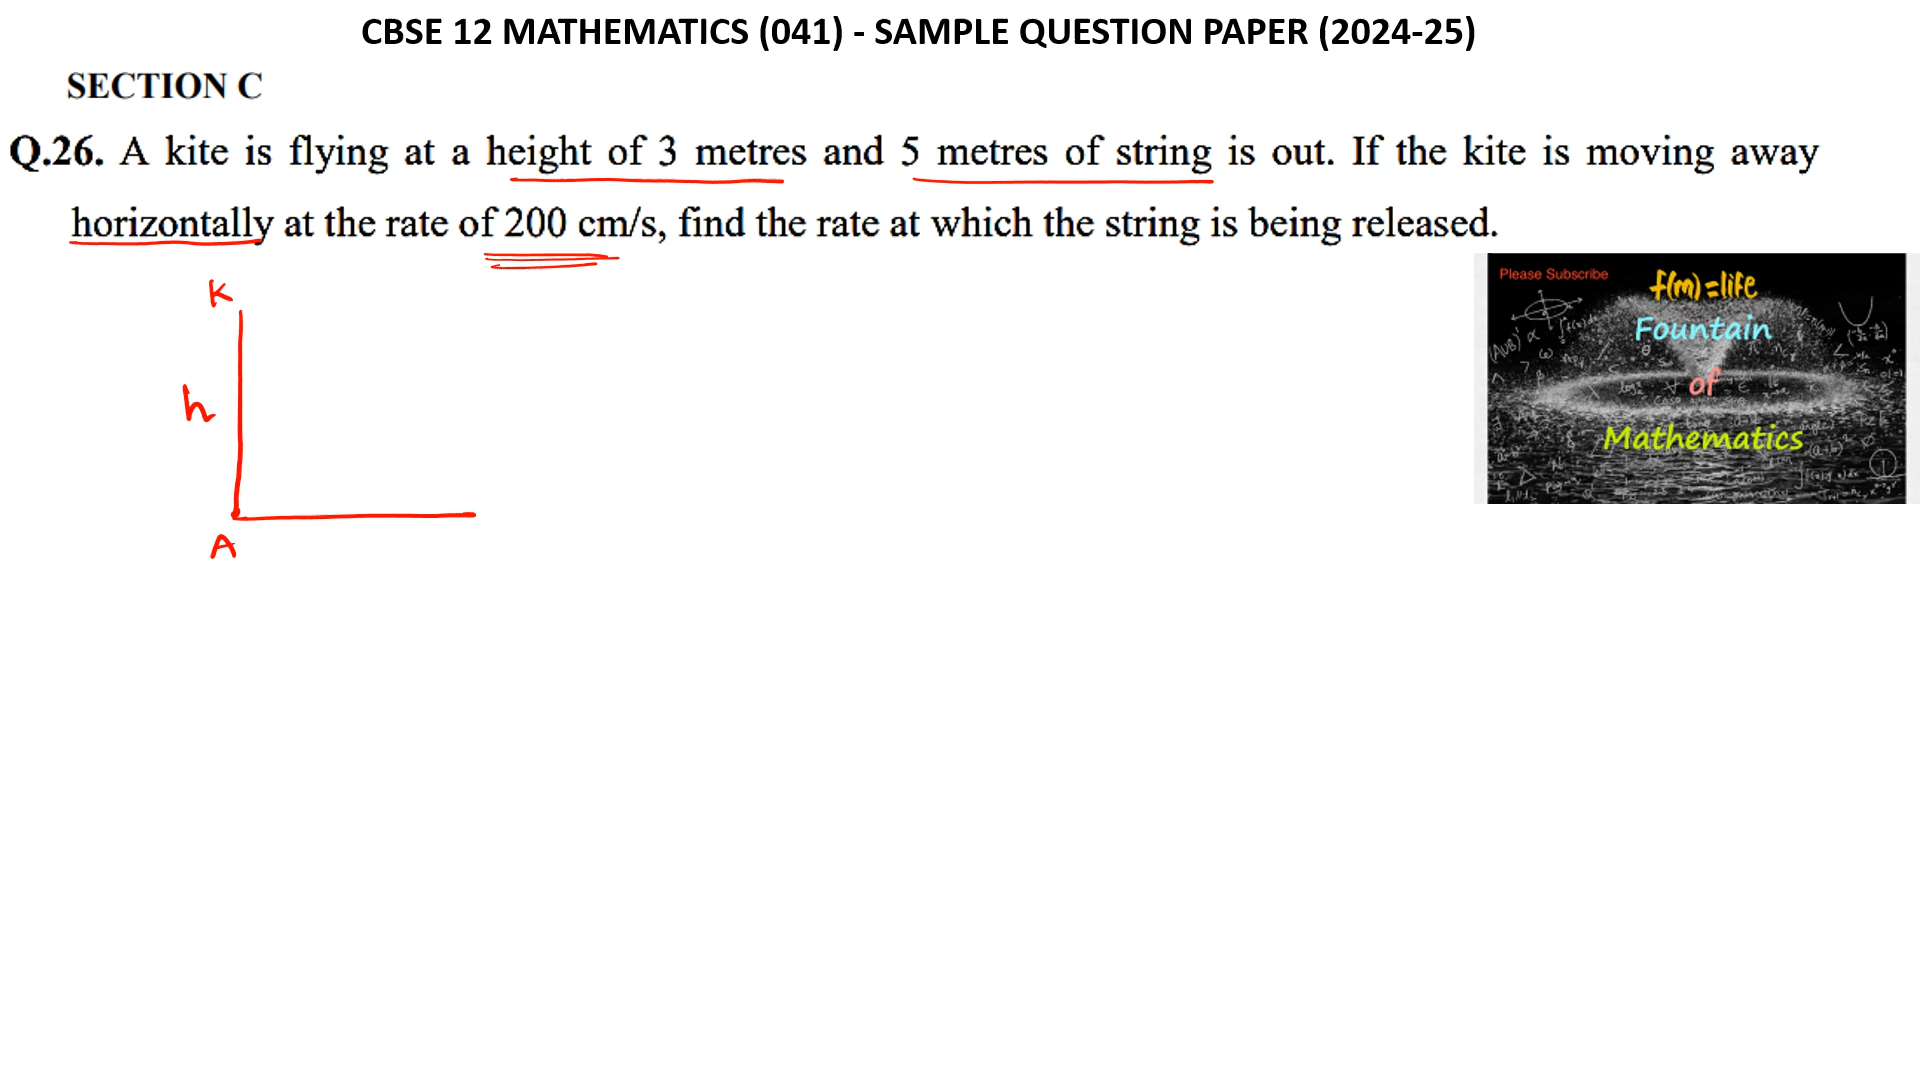 CBSE 12 MATHEMATICS (041) - SAMPLE QUESTION PAPER (2024-25)
SECTION C
Q.26. A kite is flying at a height of 3 metres and 5 metres of string is out. If the kite is moving away
horizontally at the rate of 200 cm/s, find the rate at which the string is being released.
K
h
A
Please Subscribe
f(m)=life
Fountain
of
Mathematics